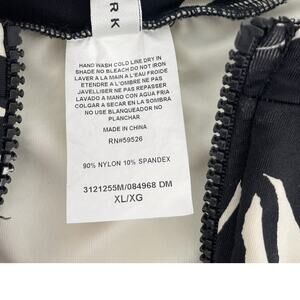 RK
HAND WASH COLD LINE DRY IN
SHADE NO BLEACH DO NOT IRON
LAVER A LA MAIN A L'EAU FROIDE
ETENDRE A L'OMBRE NE PAS
JAVELLISER NE PAS REPASSER
LAVADO A MANO CON AGUA FRIA
COLGAR A SECAR EN LA SOMBRA
NO USE BLANQUEADOR NO
PLANCHAR
MADE IN CHINA
RN#59526
90% NYLON 10% SPANDEX
3121255M/084968 DM
XL/XG